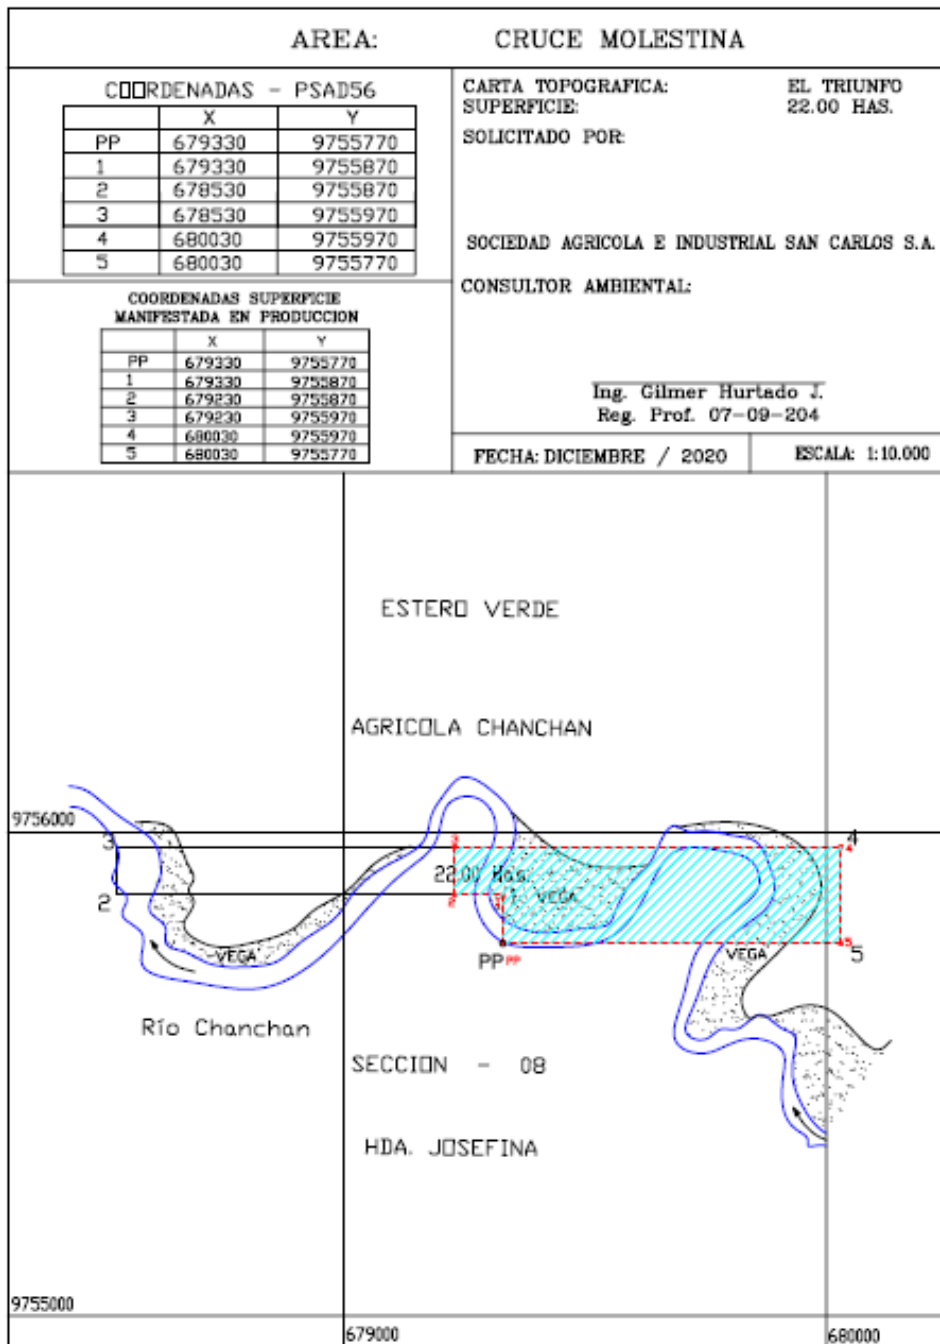 AREA: CRUCE MOLESTINA
COORDENADAS - PSAD56
X Y
PP 679330 9755770
1 679330 9755870
2 678530 9755870
3 678530 9755970
4 680030 9755970
5 680030 9755770
COORDENADAS SUPERFICIE
MANIFESTADA EN PRODUCCION
X Y
PP 679330 9755770
1 679330 9755870
2 679230 9755870
3 679230 9755970
4 680030 9755970
5 680030 9755770
CARTA TOPOGRAFICA: EL TRIUNFO
SUPERFICIE: 22.00 HAS.
SOLICITADO POR:
SOCIEDAD AGRICOLA E INDUSTRIAL SAN CARLOS S.A.
CONSULTOR AMBIENTAL:
Ing. Gilmer Hurtado J.
Reg. Prof. 07-09-204
FECHA: DICIEMBRE / 2020 ESCALA: 1:10.000
ESTERO VERDE
AGRICOLA CHANCHAN
9756000
3 4 4
22.00 Has.
2 VEGA
VEGA VEGA
PP PP 5 5
Río Chanchan
SECCION - 08
HDA. JOSEFINA
9755000
679000 680000